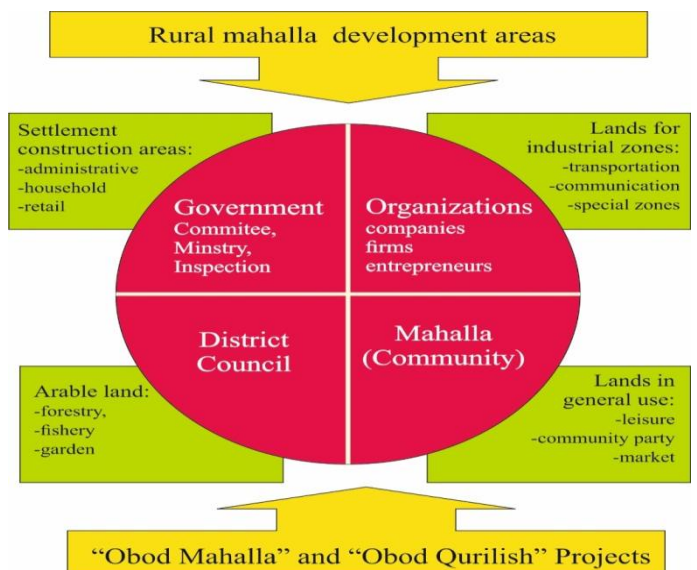 Rural mahalla development areas
Settlement
construction areas:
-administrative
-household
-retail
Lands for
industrial zones:
-transportation
-communication
-special zones
Government
Commitee,
Minstry,
Inspection
Organizations
companies
firms
entrepreneurs
District
Council
Mahalla
(Community)
Arable land:
-forestry,
-fishery
-garden
Lands in
general use:
-leisure
-community party
-market
“Obod Mahalla” and “Obod Qurilish” Projects